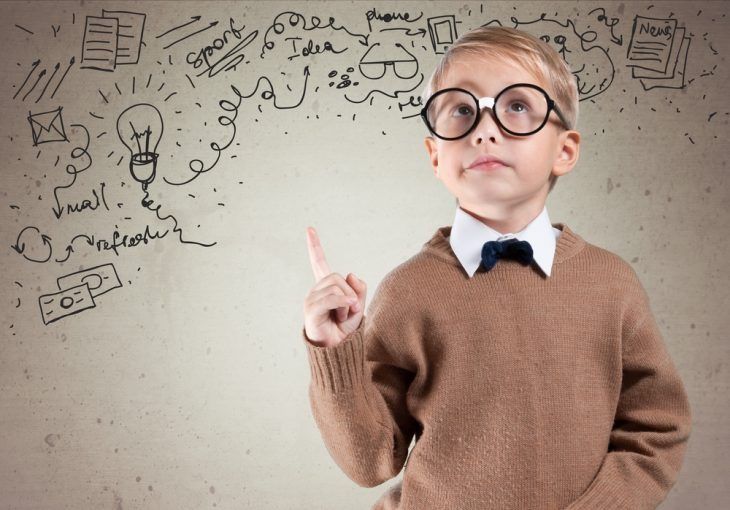 sport
Idea
phone
News
mail
refresh